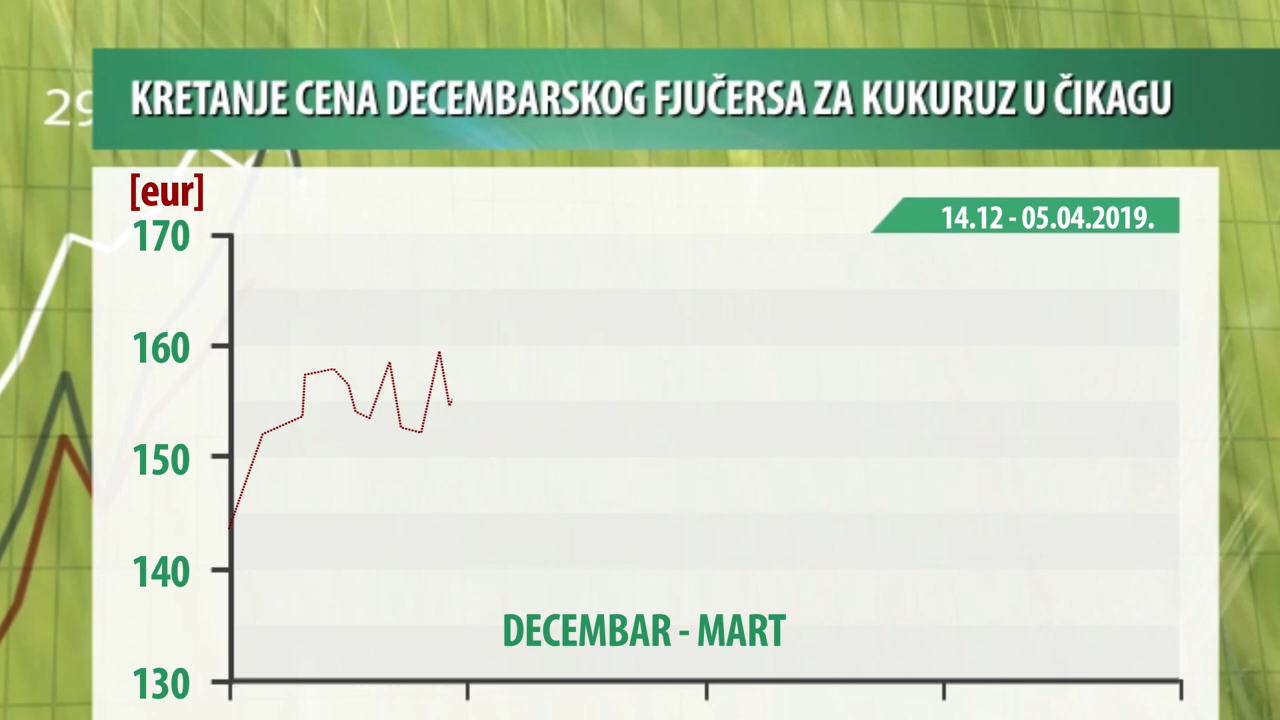 29
KRETANJE CENA DECEMBARSKOG FJUČERSA ZA KUKURUZ U ČIKAGU
[eur]
14.12 - 05.04.2019.
170
160
150
140
DECEMBAR - MART
130